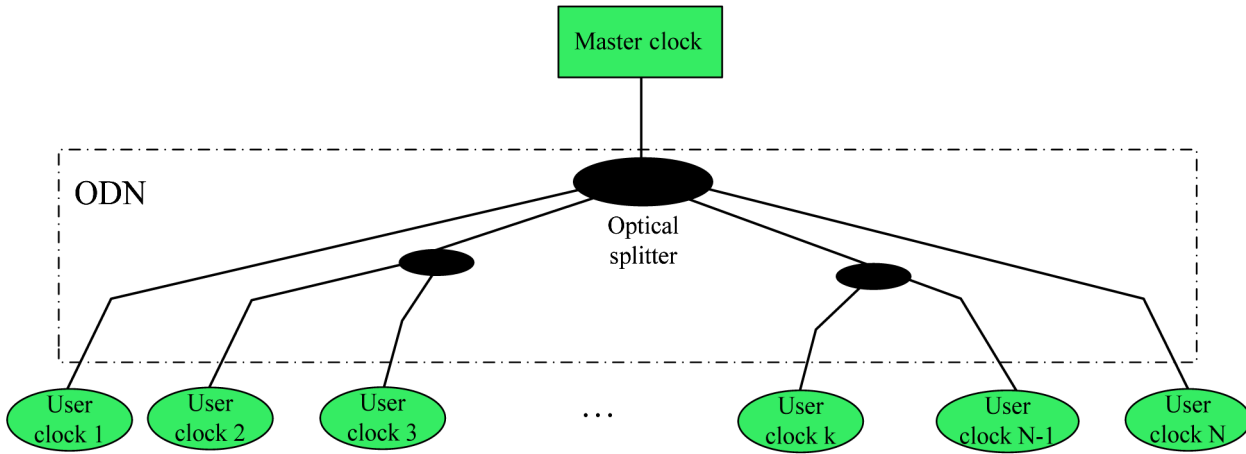 Master clock
ODN
Optical
splitter
User
clock 1
User
clock 2
User
clock 3
...
User
clock k
User
clock N-1
User
clock N